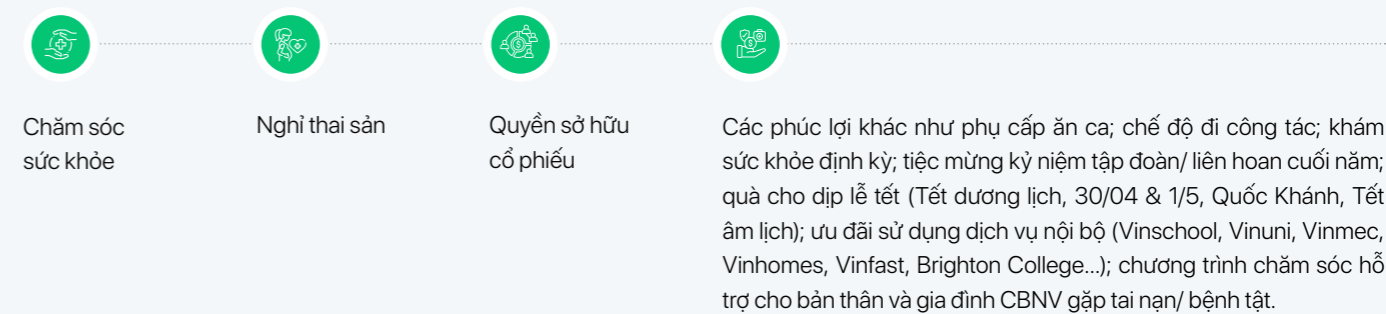 Chăm sóc
sức khỏe
Nghỉ thai sản
Quyền sở hữu
cổ phiếu
Các phúc lợi khác như phụ cấp ăn ca; chế độ đi công tác; khám
sức khỏe định kỳ; tiệc mừng kỷ niệm tập đoàn/ liên hoan cuối năm;
quà cho dịp lễ tết (Tết dương lịch, 30/04 & 1/5, Quốc Khánh, Tết
âm lịch); ưu đãi sử dụng dịch vụ nội bộ (Vinschool, Vinuni, Vinmec,
Vinhomes, Vinfast, Brighton College...); chương trình chăm sóc hỗ
trợ cho bản thân và gia đình CBNV gặp tai nạn/ bệnh tật.